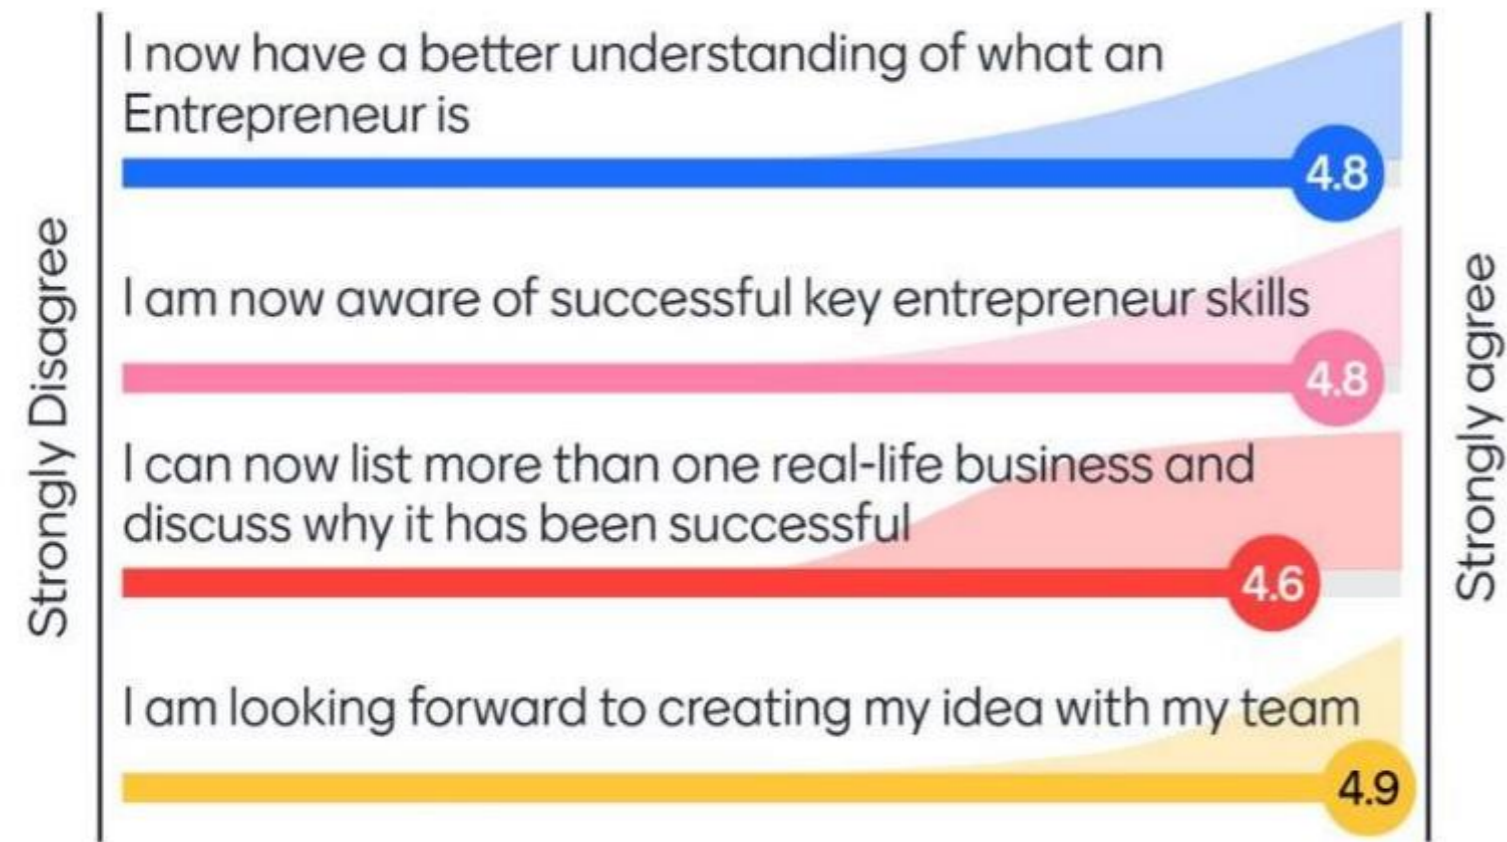 I now have a better understanding of what an
Entrepreneur is
4.8
I am now aware of successful key entrepreneur skills
4.8
I can now list more than one real-life business and
discuss why it has been successful
4.6
I am looking forward to creating my idea with my team
4.9
Strongly Disagree
Strongly agree